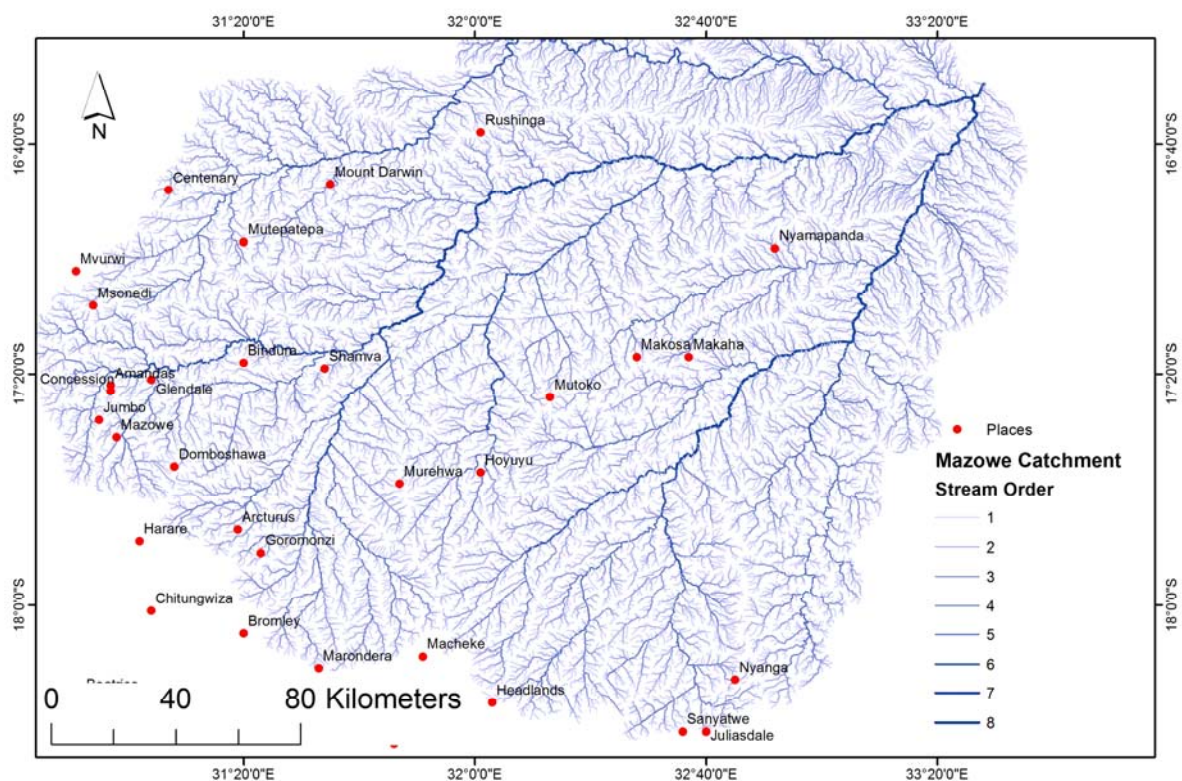 31°20'0"E
32°0'0"E
32°40'0"E
33°20'0"E
16°40'0"S
16°40'0"S
N
Rushinga
Centenary
Mount Darwin
Mutepatepa
Nyamapanda
Mvurwi
Msonedi
Bindura
Shamva
Makosa
Makaha
17°20'0"S
17°20'0"S
Concession
Amandas
Glendale
Mutoko
Jumbo
Mazowe
Domboshawa
Murehwa
Hoyuyu
Arcturus
Harare
Goromonzi
Chitungwiza
18°0'0"S
18°0'0"S
Bromley
Macheke
Marondera
Nyanga
Headlands
Sanyatwe
Juliasdale
Places
Mazowe Catchment
Stream Order
1
2
3
4
5
6
7
8
0 40 80 Kilometers
31°20'0"E
32°0'0"E
32°40'0"E
33°20'0"E